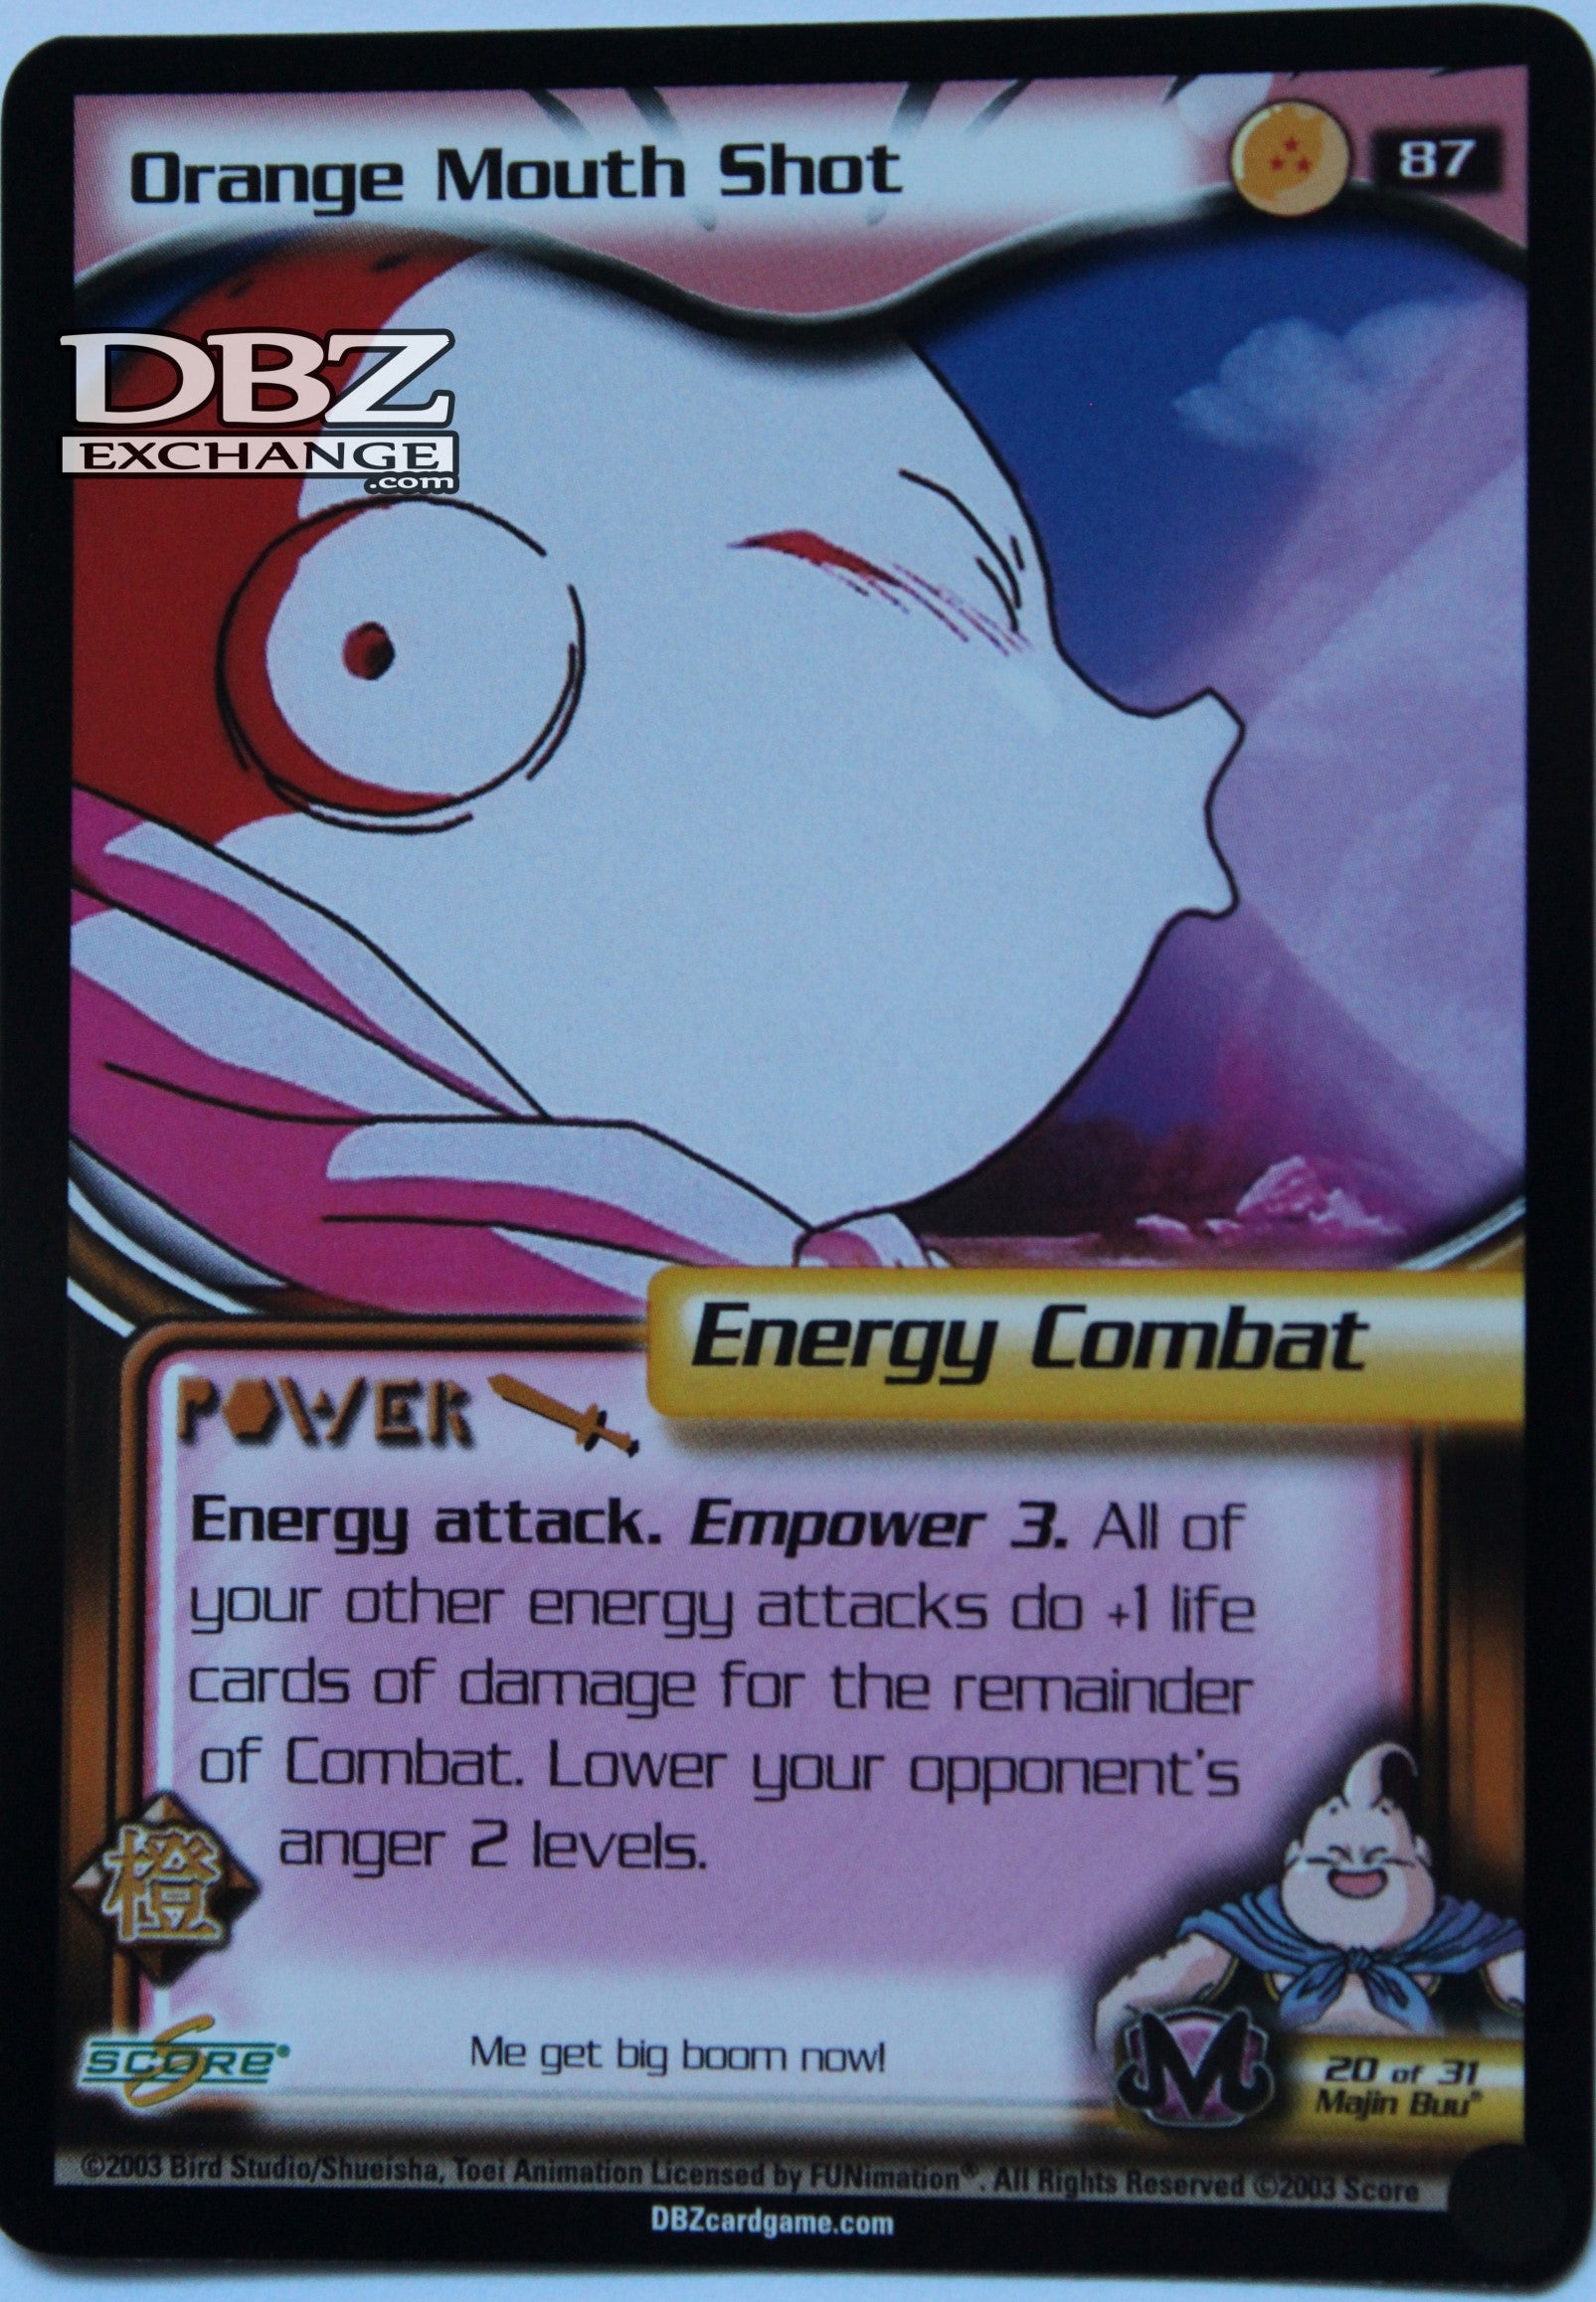 Orange Mouth Shot
87
DBZ
EXCHANGE
.com
Energy Combat
POWER
Energy attack. Empower 3. All of
your other energy attacks do +1 life
cards of damage for the remainder
of Combat. Lower your opponent's
anger 2 levels.
橙
SCORE®
Me get big boom now!
M
20 of 31
Majin Buu®
©2003 Bird Studio/Shueisha, Toei Animation Licensed by FUNimation®. All Rights Reserved ©2003 Score
DBZcardgame.com